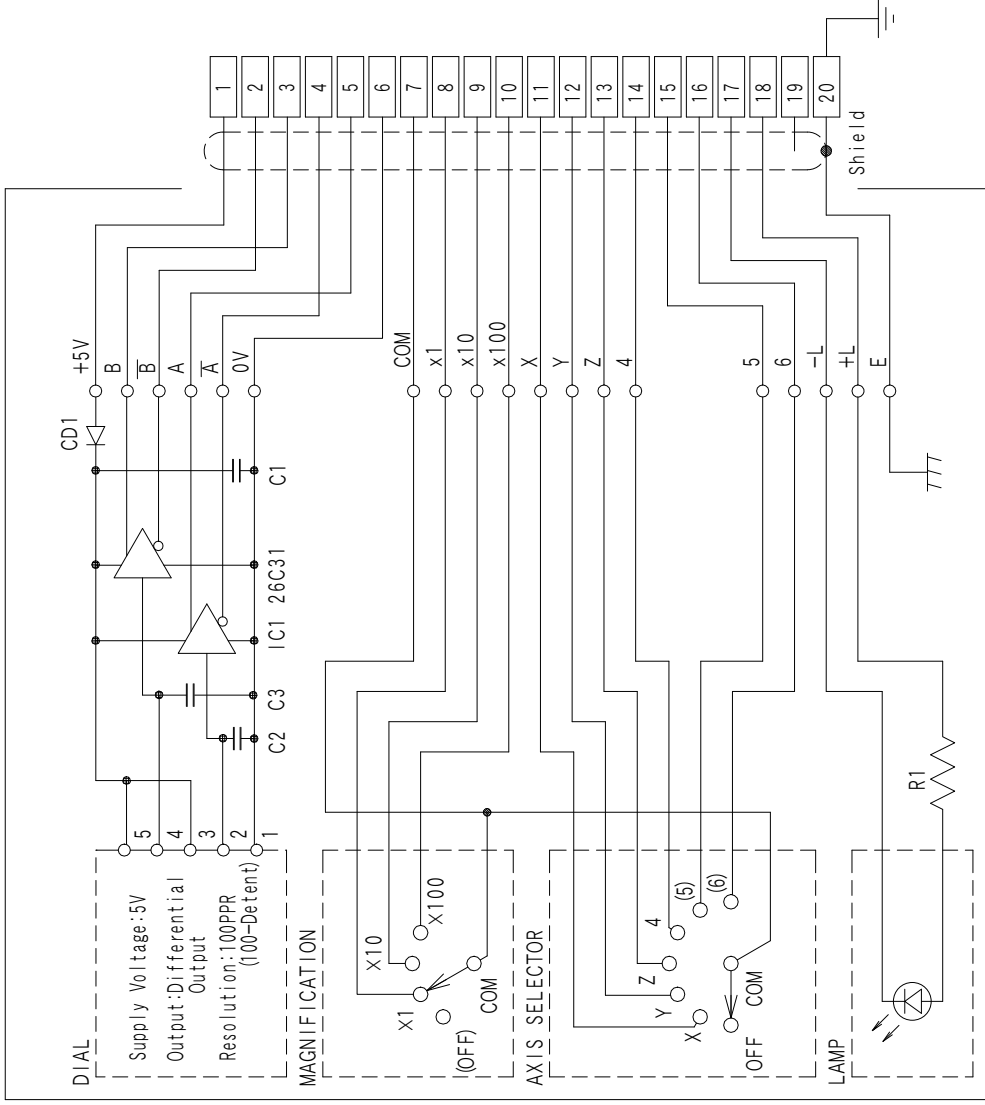 DIAL
Supply Voltage:5V
Output:Differential
Output
Resolution:100PPR
(100-Detent)
5
4
3
2
1
C2
C3
IC1 26C31
C1
CD1
+5V
B
B̅
A
A̅
0V
MAGNIFICATION
(OFF)
X1
X10
X100
COM
COM
x1
x10
x100
X
Y
Z
4
AXIS SELECTOR
OFF
X
Y
Z
4
(5)
(6)
COM
5
6
-L
+L
E
LAMP
R1
1
2
3
4
5
6
7
8
9
10
11
12
13
14
15
16
17
18
19
20
Shield